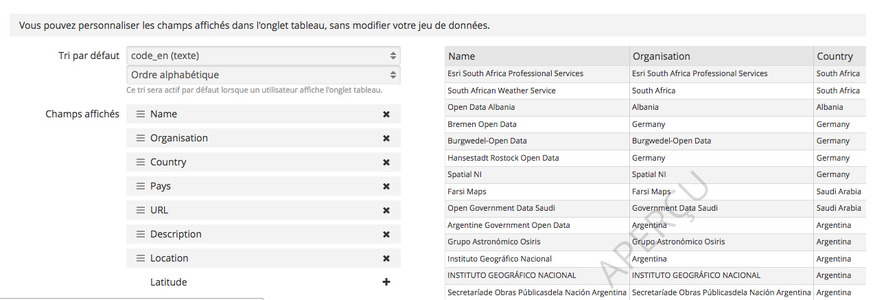 Vous pouvez personnaliser les champs affichés dans l'onglet tableau, sans modifier votre jeu de données.
Tri par défaut code_en (texte)
Ordre alphabétique
Ce tri sera actif par défaut lorsque un utilisateur affiche l'onglet tableau.
Champs affichés Name
Organisation
Country
Pays
URL
Description
Location
Latitude
Name Organisation Country
Esri South Africa Professional Services Esri South Africa Professional Services South Africa
South African Weather Service South Africa South Africa
Open Data Albania Albania Albania
Bremen Open Data Germany Germany
Burgwedel-Open Data Burgwedel-Open Data Germany
Hansestadt Rostock Open Data Germany Germany
Spatial NI Spatial NI Germany
Farsi Maps Farsi Maps Saudi Arabia
Open Government Data Saudi Government Data Saudi Saudi Arabia
Argentine Government Open Data Argentina Argentina
Grupo Astronómico Osiris Grupo Astronómico Osiris Argentina
Instituto Geográfico Nacional Argentina Argentina
INSTITUTO GEOGRÁFICO NACIONAL INSTITUTO GEOGRÁFICO NACIONAL Argentina
Secretaríade Obras Públicasdela Nación Argentina Secretaríade Obras Públicasdela Nación Argentina Argentina
APERÇU